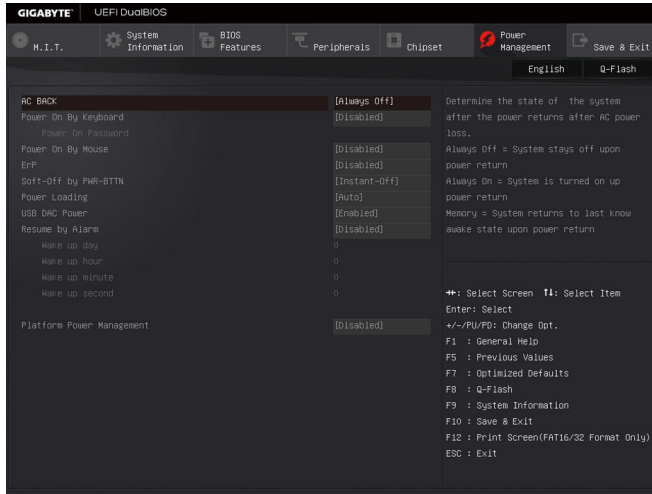 GIGABYTE™ UEFI DualBIOS
M.I.T.
System Information
BIOS Features
Peripherals
Chipset
Power Management
Save & Exit
English Q-Flash
AC BACK [Always Off]
Power On By Keyboard [Disabled]
Power On Password
Power On By Mouse [Disabled]
ErP [Disabled]
Soft-Off by PWR-BTTN [Instant-Off]
Power Loading [Auto]
USB DAC Power [Enabled]
Resume by Alarm [Disabled]
Wake up day 0
Wake up hour 0
Wake up minute 0
Wake up second 0
Platform Power Management [Disabled]
Determine the state of the system
after the power returns after AC power
loss.
Always Off = System stays off upon
power return
Always On = System is turned on up
power return
Memory = System returns to last know
awake state upon power return
→←: Select Screen ↑↓: Select Item
Enter: Select
+/-/PU/PD: Change Opt.
F1 : General Help
F5 : Previous Values
F7 : Optimized Defaults
F8 : Q-Flash
F9 : System Information
F10 : Save & Exit
F12 : Print Screen(FAT16/32 Format Only)
ESC : Exit